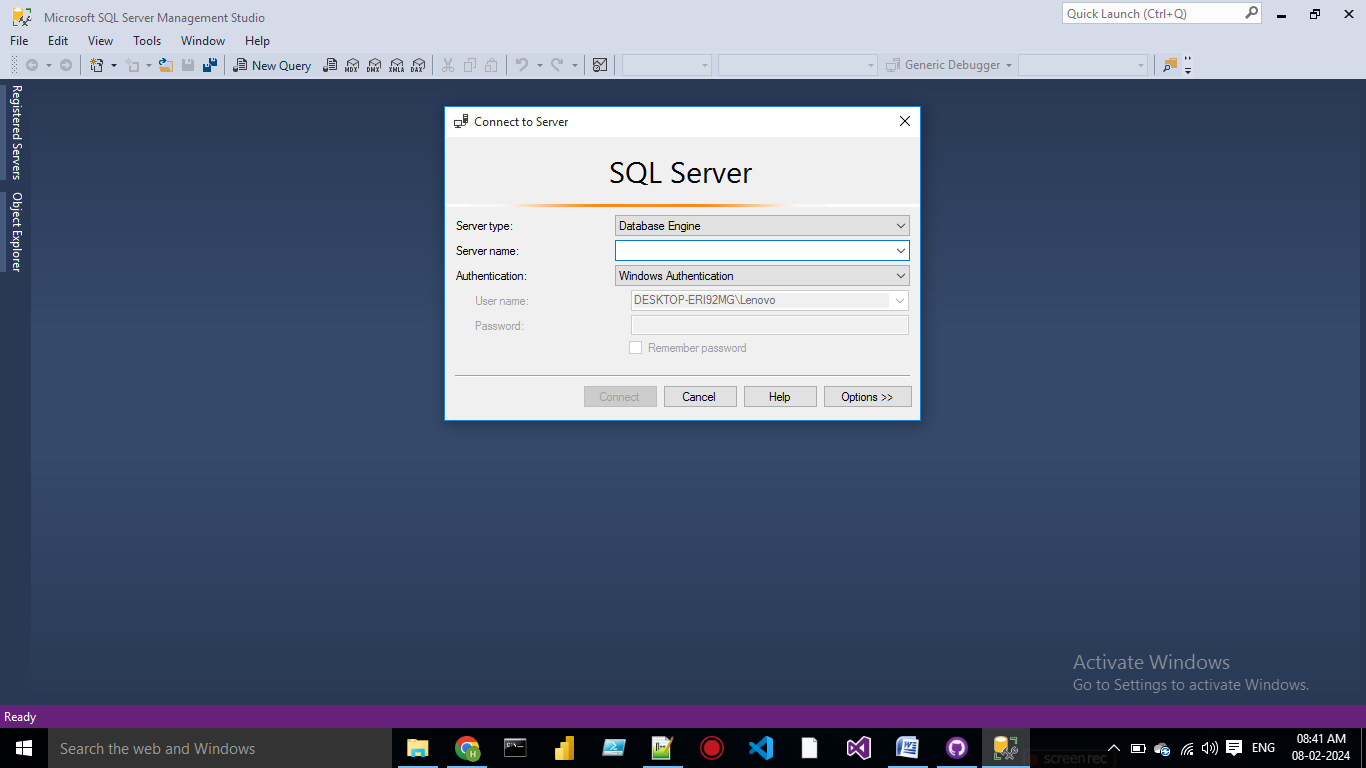 Microsoft SQL Server Management Studio
Quick Launch (Ctrl+Q)
File Edit View Tools Window Help
New Query
MDX DMX XMLA DAX
Generic Debugger
Registered Servers
Object Explorer
Connect to Server
SQL Server
Server type: Database Engine
Server name:
Authentication: Windows Authentication
User name: DESKTOP-ERI92MG\Lenovo
Password:
Remember password
Connect Cancel Help Options >>
Activate Windows
Go to Settings to activate Windows.
Ready
Search the web and Windows
ENG
08:41 AM
08-02-2024
screenrec